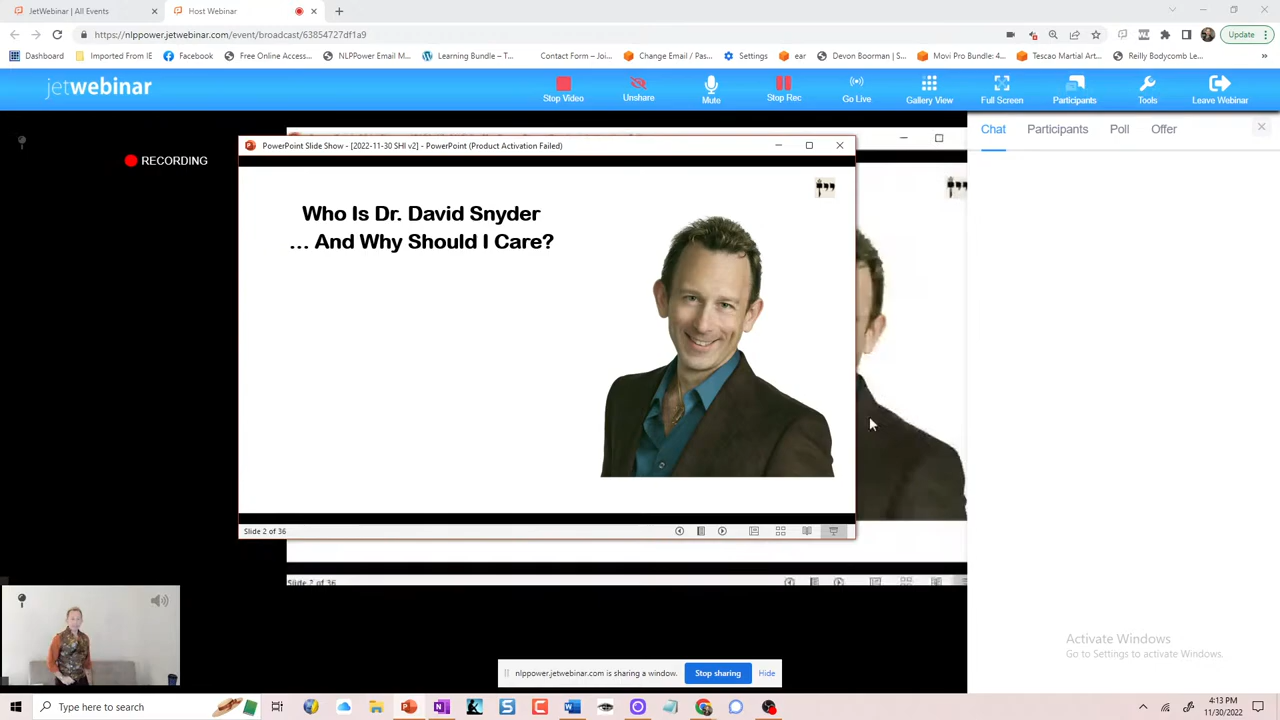 JetWebinar | All Events
Host Webinar
https://nlppower.jetwebinar.com/event/broadcast/63854727df1a9
Update
Dashboard
Imported From IE
Facebook
Free Online Access...
NLPPower Email M...
Learning Bundle – T...
Contact Form – Joi...
Change Email / Pas...
Settings
ear
Devon Boorman | S...
Movi Pro Bundle: 4...
Tescao Martial Art...
Reilly Bodycomb Le...
»
jetwebinar
Stop Video
Unshare
Mute
Stop Rec
Go Live
Gallery View
Full Screen
Participants
Tools
Leave Webinar
Chat
Participants
Poll
Offer
RECORDING
PowerPoint Slide Show - [2022-11-30 SHI v2] - PowerPoint (Product Activation Failed)
Who Is Dr. David Snyder
... And Why Should I Care?
Slide 2 of 36
Slide 2 of 36
Activate Windows
Go to Settings to activate Windows.
nlppower.jetwebinar.com is sharing a window.
Stop sharing
Hide
Type here to search
4:13 PM
11/30/2022